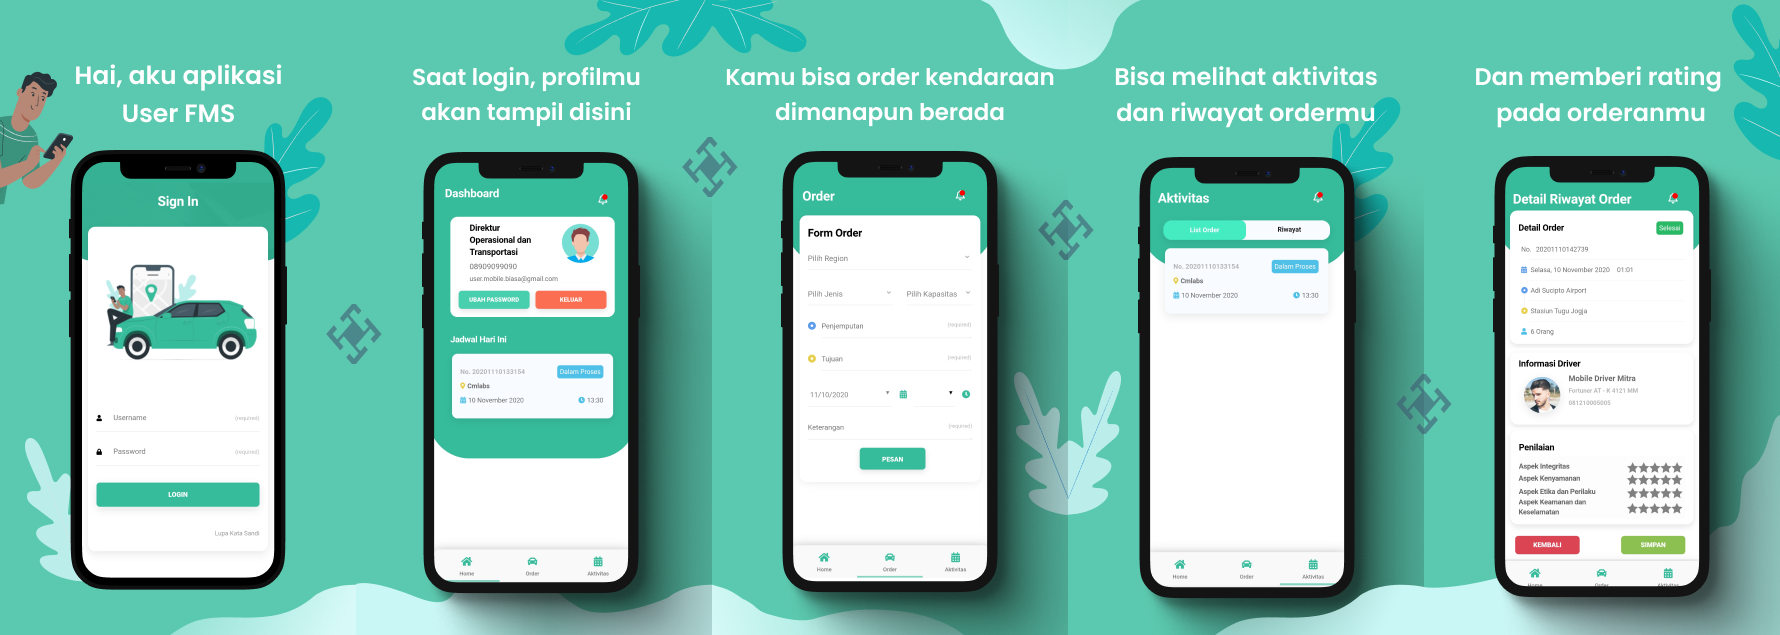 Hai, aku aplikasi
User FMS
Sign In
Username (required)
Password (required)
LOGIN
Lupa Kata Sandi
Saat login, profilmu
akan tampil disini
Dashboard
Direktur
Operasional dan
Transportasi
08909099090
user.mobile.biasa@gmail.com
UBAH PASSWORD KELUAR
Jadwal Hari Ini
No. 20201110133154 Dalam Proses
Cmlabs
10 November 2020 13:30
Home Order Aktivitas
Kamu bisa order kendaraan
dimanapun berada
Order
Form Order
Pilih Region
Pilih Jenis Pilih Kapasitas
Penjemputan (required)
Tujuan (required)
11/10/2020
Keterangan (required)
PESAN
Home Order Aktivitas
Bisa melihat aktivitas
dan riwayat ordermu
Aktivitas
List Order Riwayat
No. 20201110133154 Dalam Proses
Cmlabs
10 November 2020 13:30
Home Order Aktivitas
Dan memberi rating
pada orderanmu
Detail Riwayat Order
Detail Order Selesai
No. 20201110142739
Selasa, 10 November 2020 01:01
Adi Sucipto Airport
Stasiun Tugu Jogja
6 Orang
Informasi Driver
Mobile Driver Mitra
Fortuner AT - K 4121 MM
081210005005
Penilaian
Aspek Integritas
Aspek Kenyamanan
Aspek Etika dan Perilaku
Aspek Keamanan dan
Keselamatan
KEMBALI SIMPAN
Home Order Aktivitas